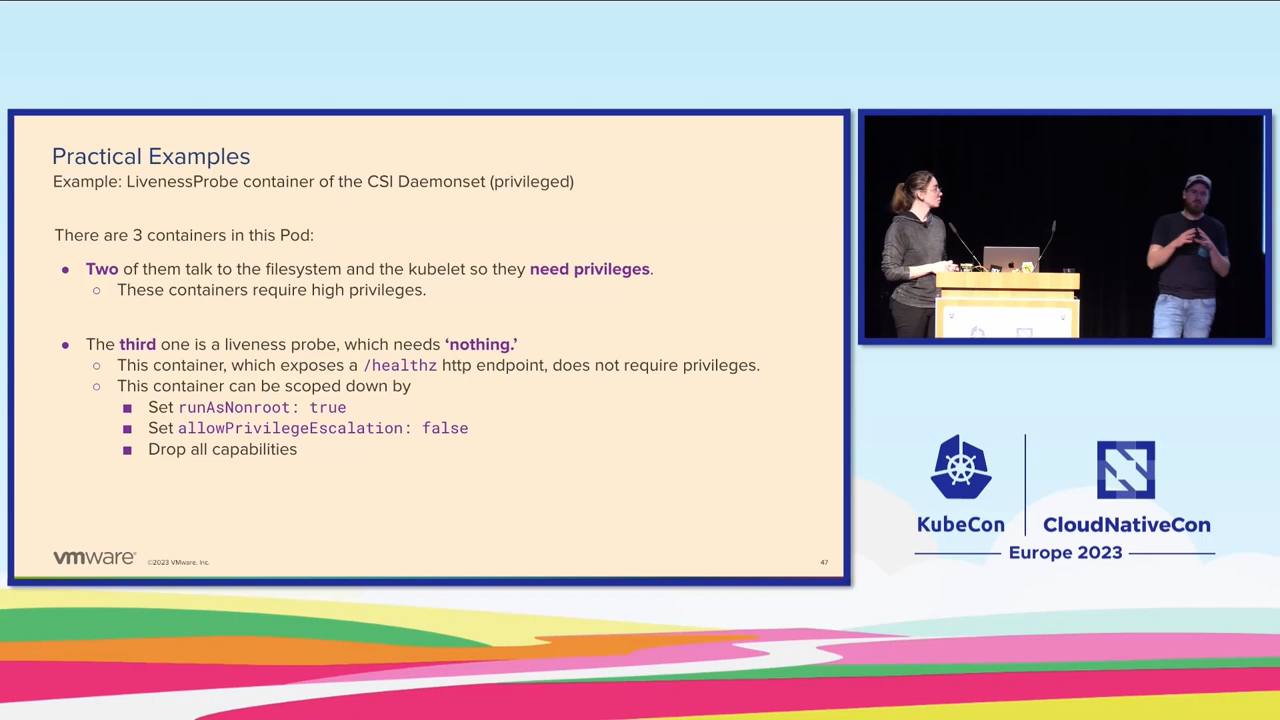 Practical Examples
Example: LivenessProbe container of the CSI Daemonset (privileged)
There are 3 containers in this Pod:
● Two of them talk to the filesystem and the kubelet so they need privileges.
○ These containers require high privileges.
● The third one is a liveness probe, which needs ‘nothing.’
○ This container, which exposes a /healthz http endpoint, does not require privileges.
○ This container can be scoped down by
■ Set runAsNonroot: true
■ Set allowPrivilegeEscalation: false
■ Drop all capabilities
vmware®
©2023 VMware, Inc.
47
KubeCon
CloudNativeCon
Europe 2023